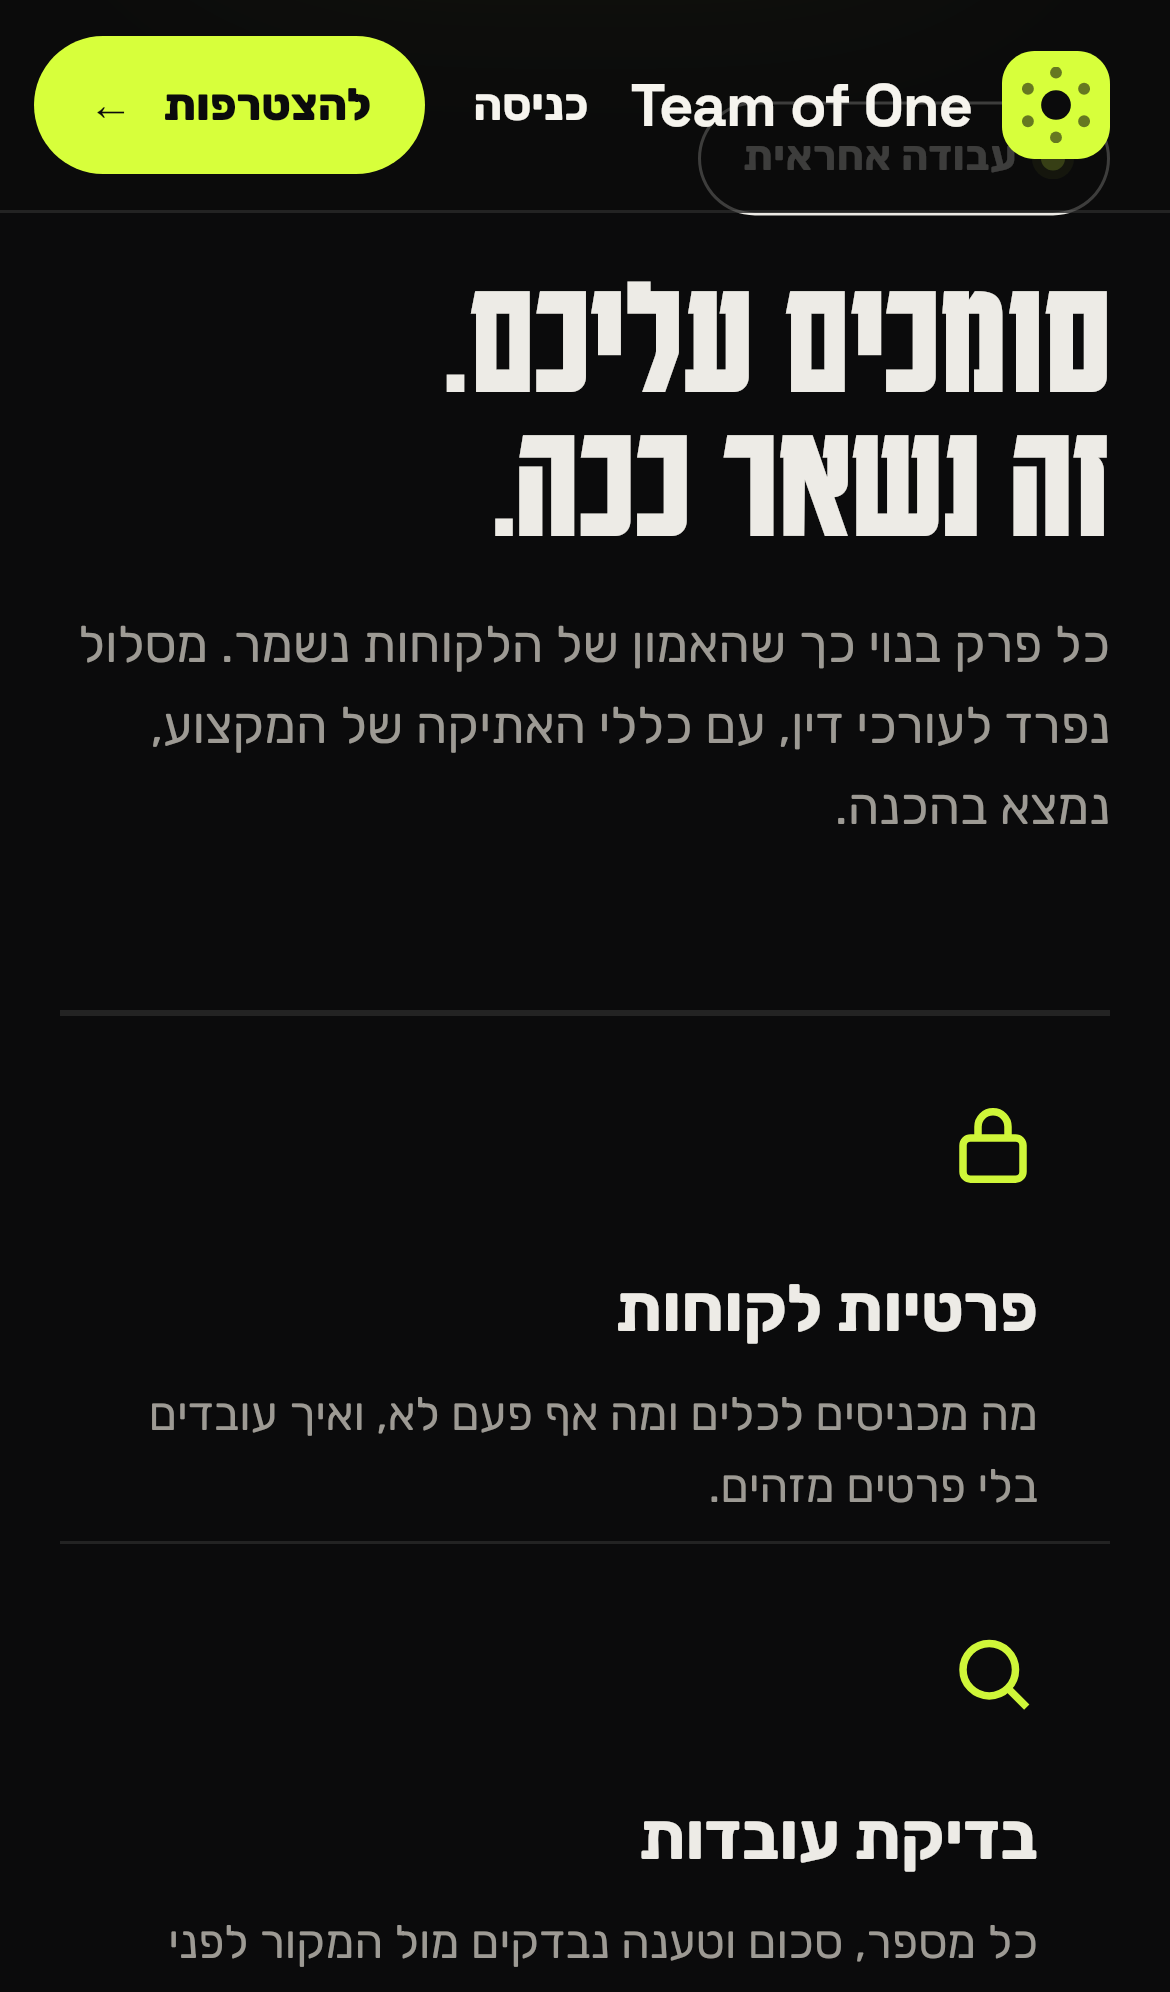 Team of One
כניסה
להצטרפות ←
עבודה אחראית
סומכים עליכם.
זה נשאר ככה.
כל פרק בנוי כך שהאמון של הלקוחות נשמר. מסלול
נפרד לעורכי דין, עם כללי האתיקה של המקצוע,
נמצא בהכנה.
פרטיות לקוחות
מה מכניסים לכלים ומה אף פעם לא, ואיך עובדים
בלי פרטים מזהים.
בדיקת עובדות
כל מספר, סכום וטענה נבדקים מול המקור לפני